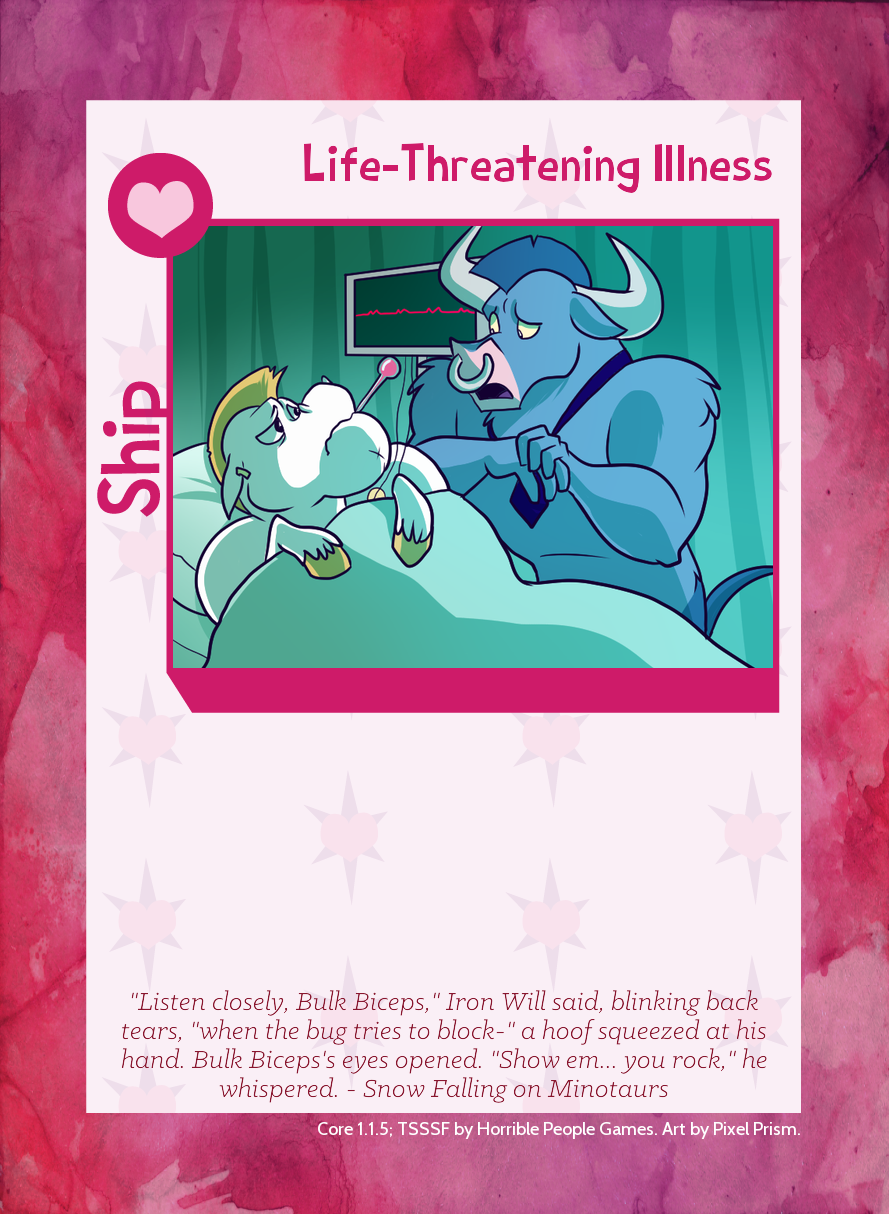 Life-Threatening Illness
Ship
"Listen closely, Bulk Biceps," Iron Will said, blinking back
tears, "when the bug tries to block-" a hoof squeezed at his
hand. Bulk Biceps's eyes opened. "Show em... you rock," he
whispered. - Snow Falling on Minotaurs
Core 1.1.5; TSSSF by Horrible People Games. Art by Pixel Prism.